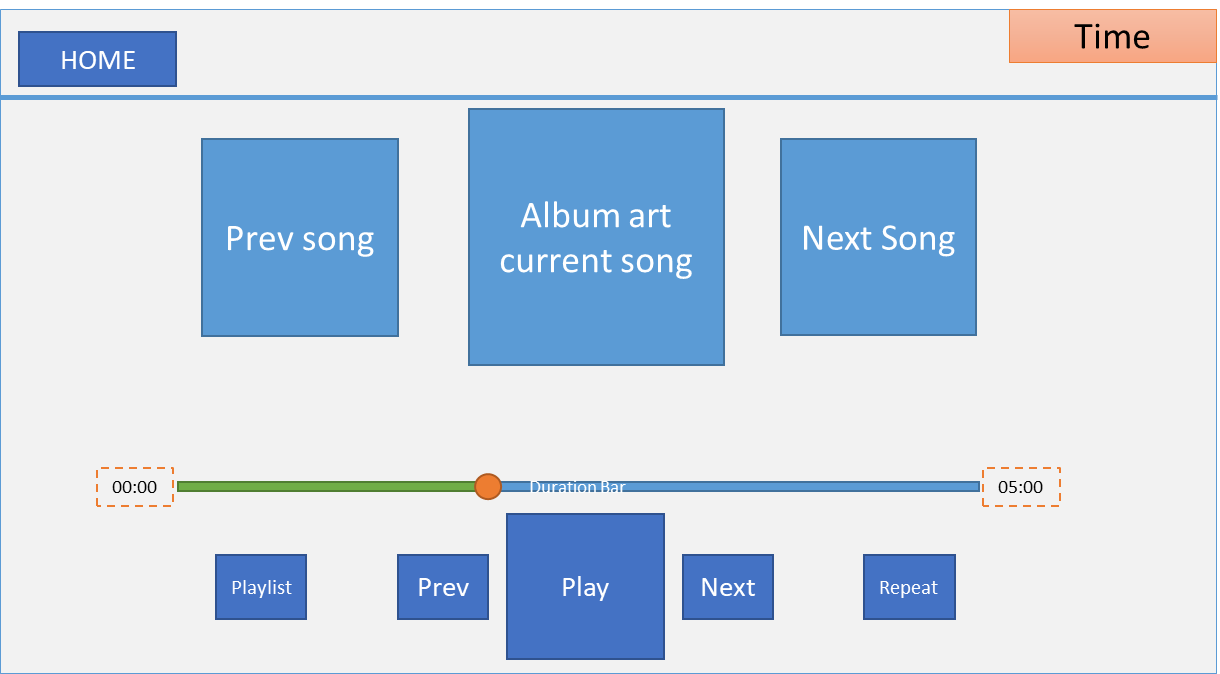 HOME
Time
Prev song
Album art
current song
Next Song
00:00
Duration Bar
05:00
Playlist
Prev
Play
Next
Repeat